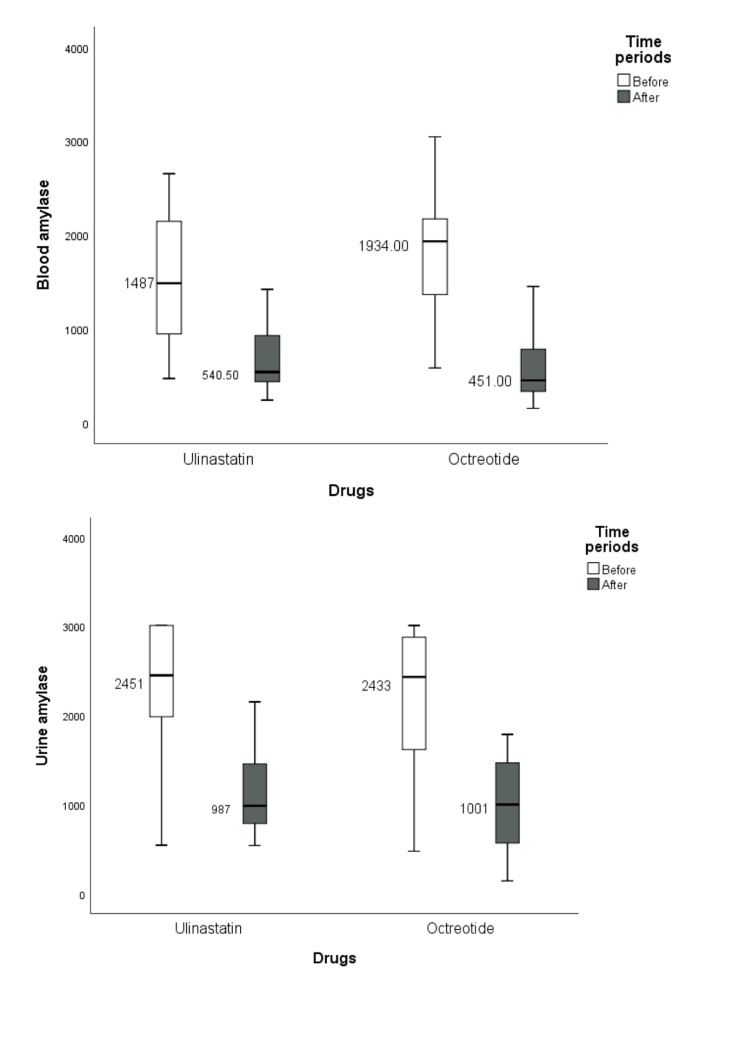 Time
periods
Before
After
4000
3000
2000
1000
0
Blood amylase
1487
540.50
1934.00
451.00
Ulinastatin
Octreotide
Drugs
Time
periods
Before
After
4000
3000
2000
1000
0
Urine amylase
2451
987
2433
1001
Ulinastatin
Octreotide
Drugs